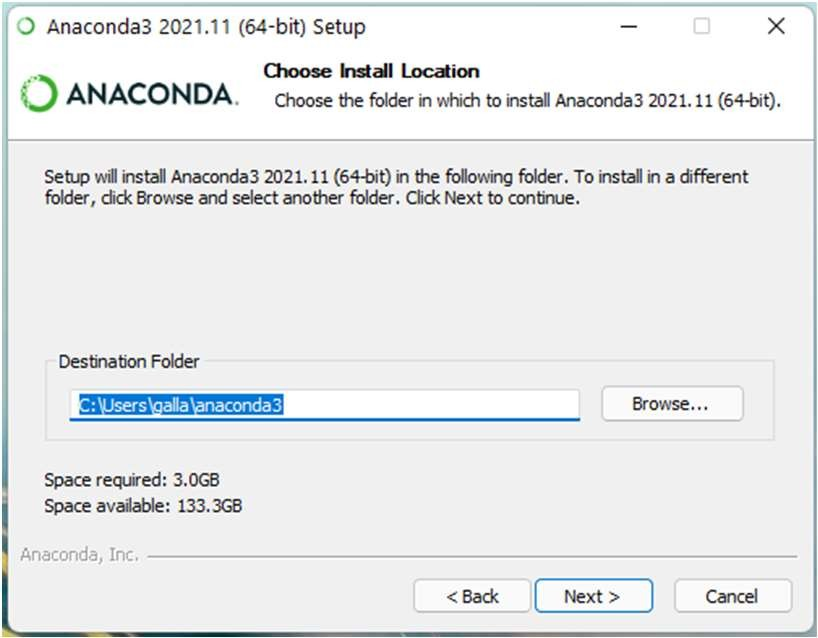 Anaconda3 2021.11 (64-bit) Setup
ANACONDA.
Choose Install Location
Choose the folder in which to install Anaconda3 2021.11 (64-bit).
Setup will install Anaconda3 2021.11 (64-bit) in the following folder. To install in a different
folder, click Browse and select another folder. Click Next to continue.
Destination Folder
C:\Users\galla\anaconda3
Browse...
Space required: 3.0GB
Space available: 133.3GB
Anaconda, Inc.
< Back
Next >
Cancel